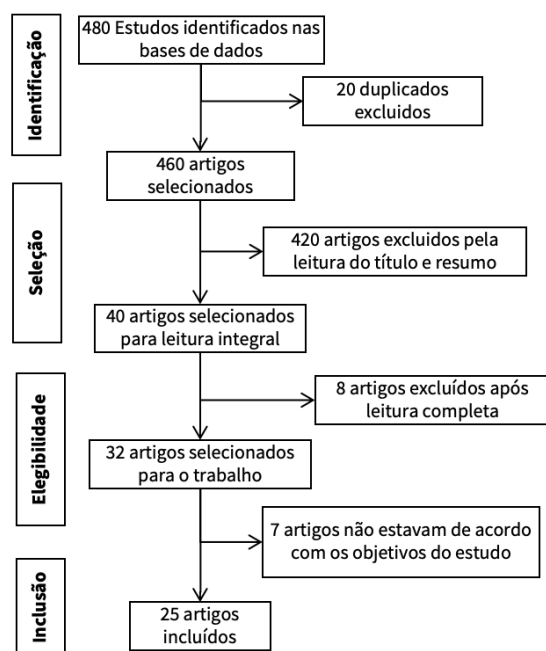 Identificação
480 Estudos identificados nas
bases de dados
20 duplicados
excluidos
460 artigos
selecionados
Seleção
420 artigos excluidos pela
leitura do título e resumo
40 artigos selecionados
para leitura integral
Elegibilidade
8 artigos excluídos após
leitura completa
32 artigos selecionados
para o trabalho
7 artigos não estavam de acordo
com os objetivos do estudo
Inclusão
25 artigos
incluídos